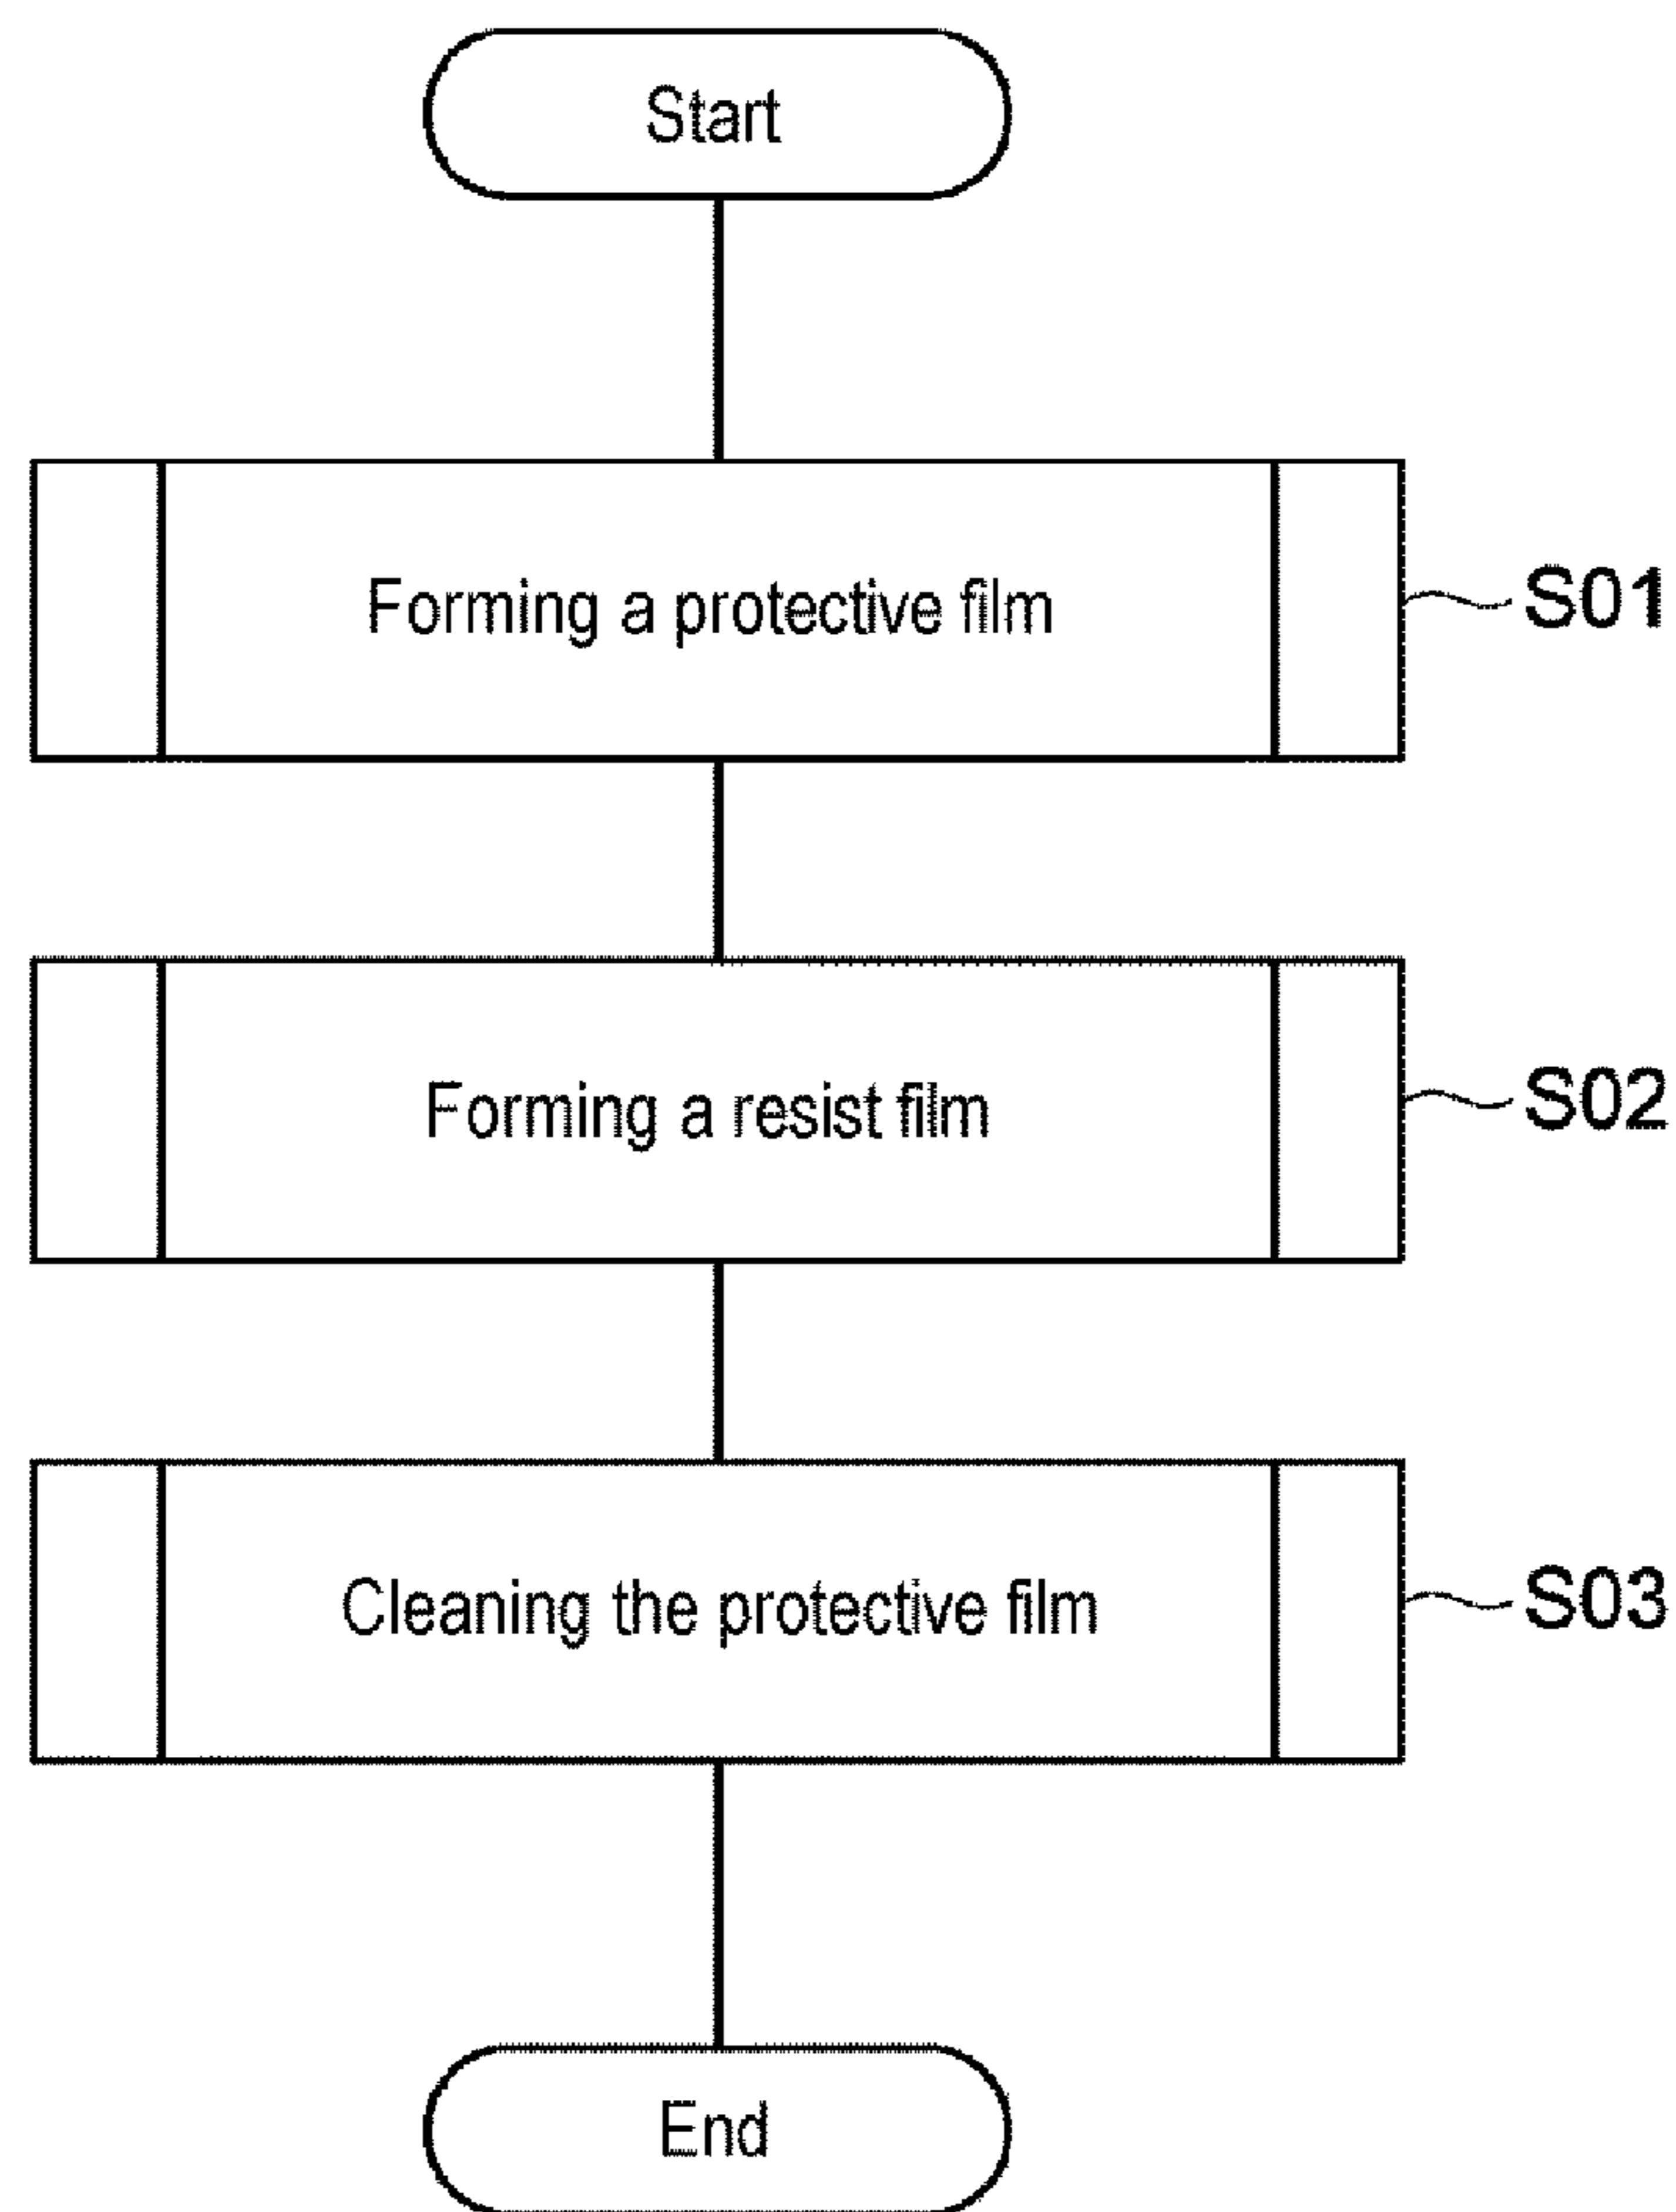 Start
Forming a protective film
S01
Forming a resist film
S02
Cleaning the protective film
S03
End